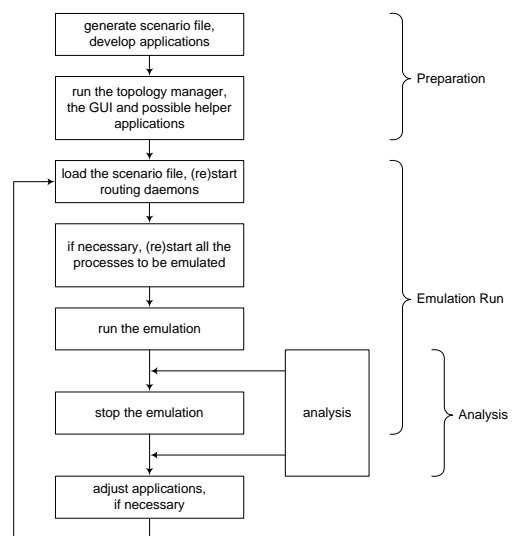 generate scenario file,
develop applications
run the topology manager,
the GUI and possible helper
applications
Preparation
load the scenario file, (re)start
routing daemons
if necessary, (re)start all the
processes to be emulated
run the emulation
Emulation Run
stop the emulation
analysis
Analysis
adjust applications,
if necessary